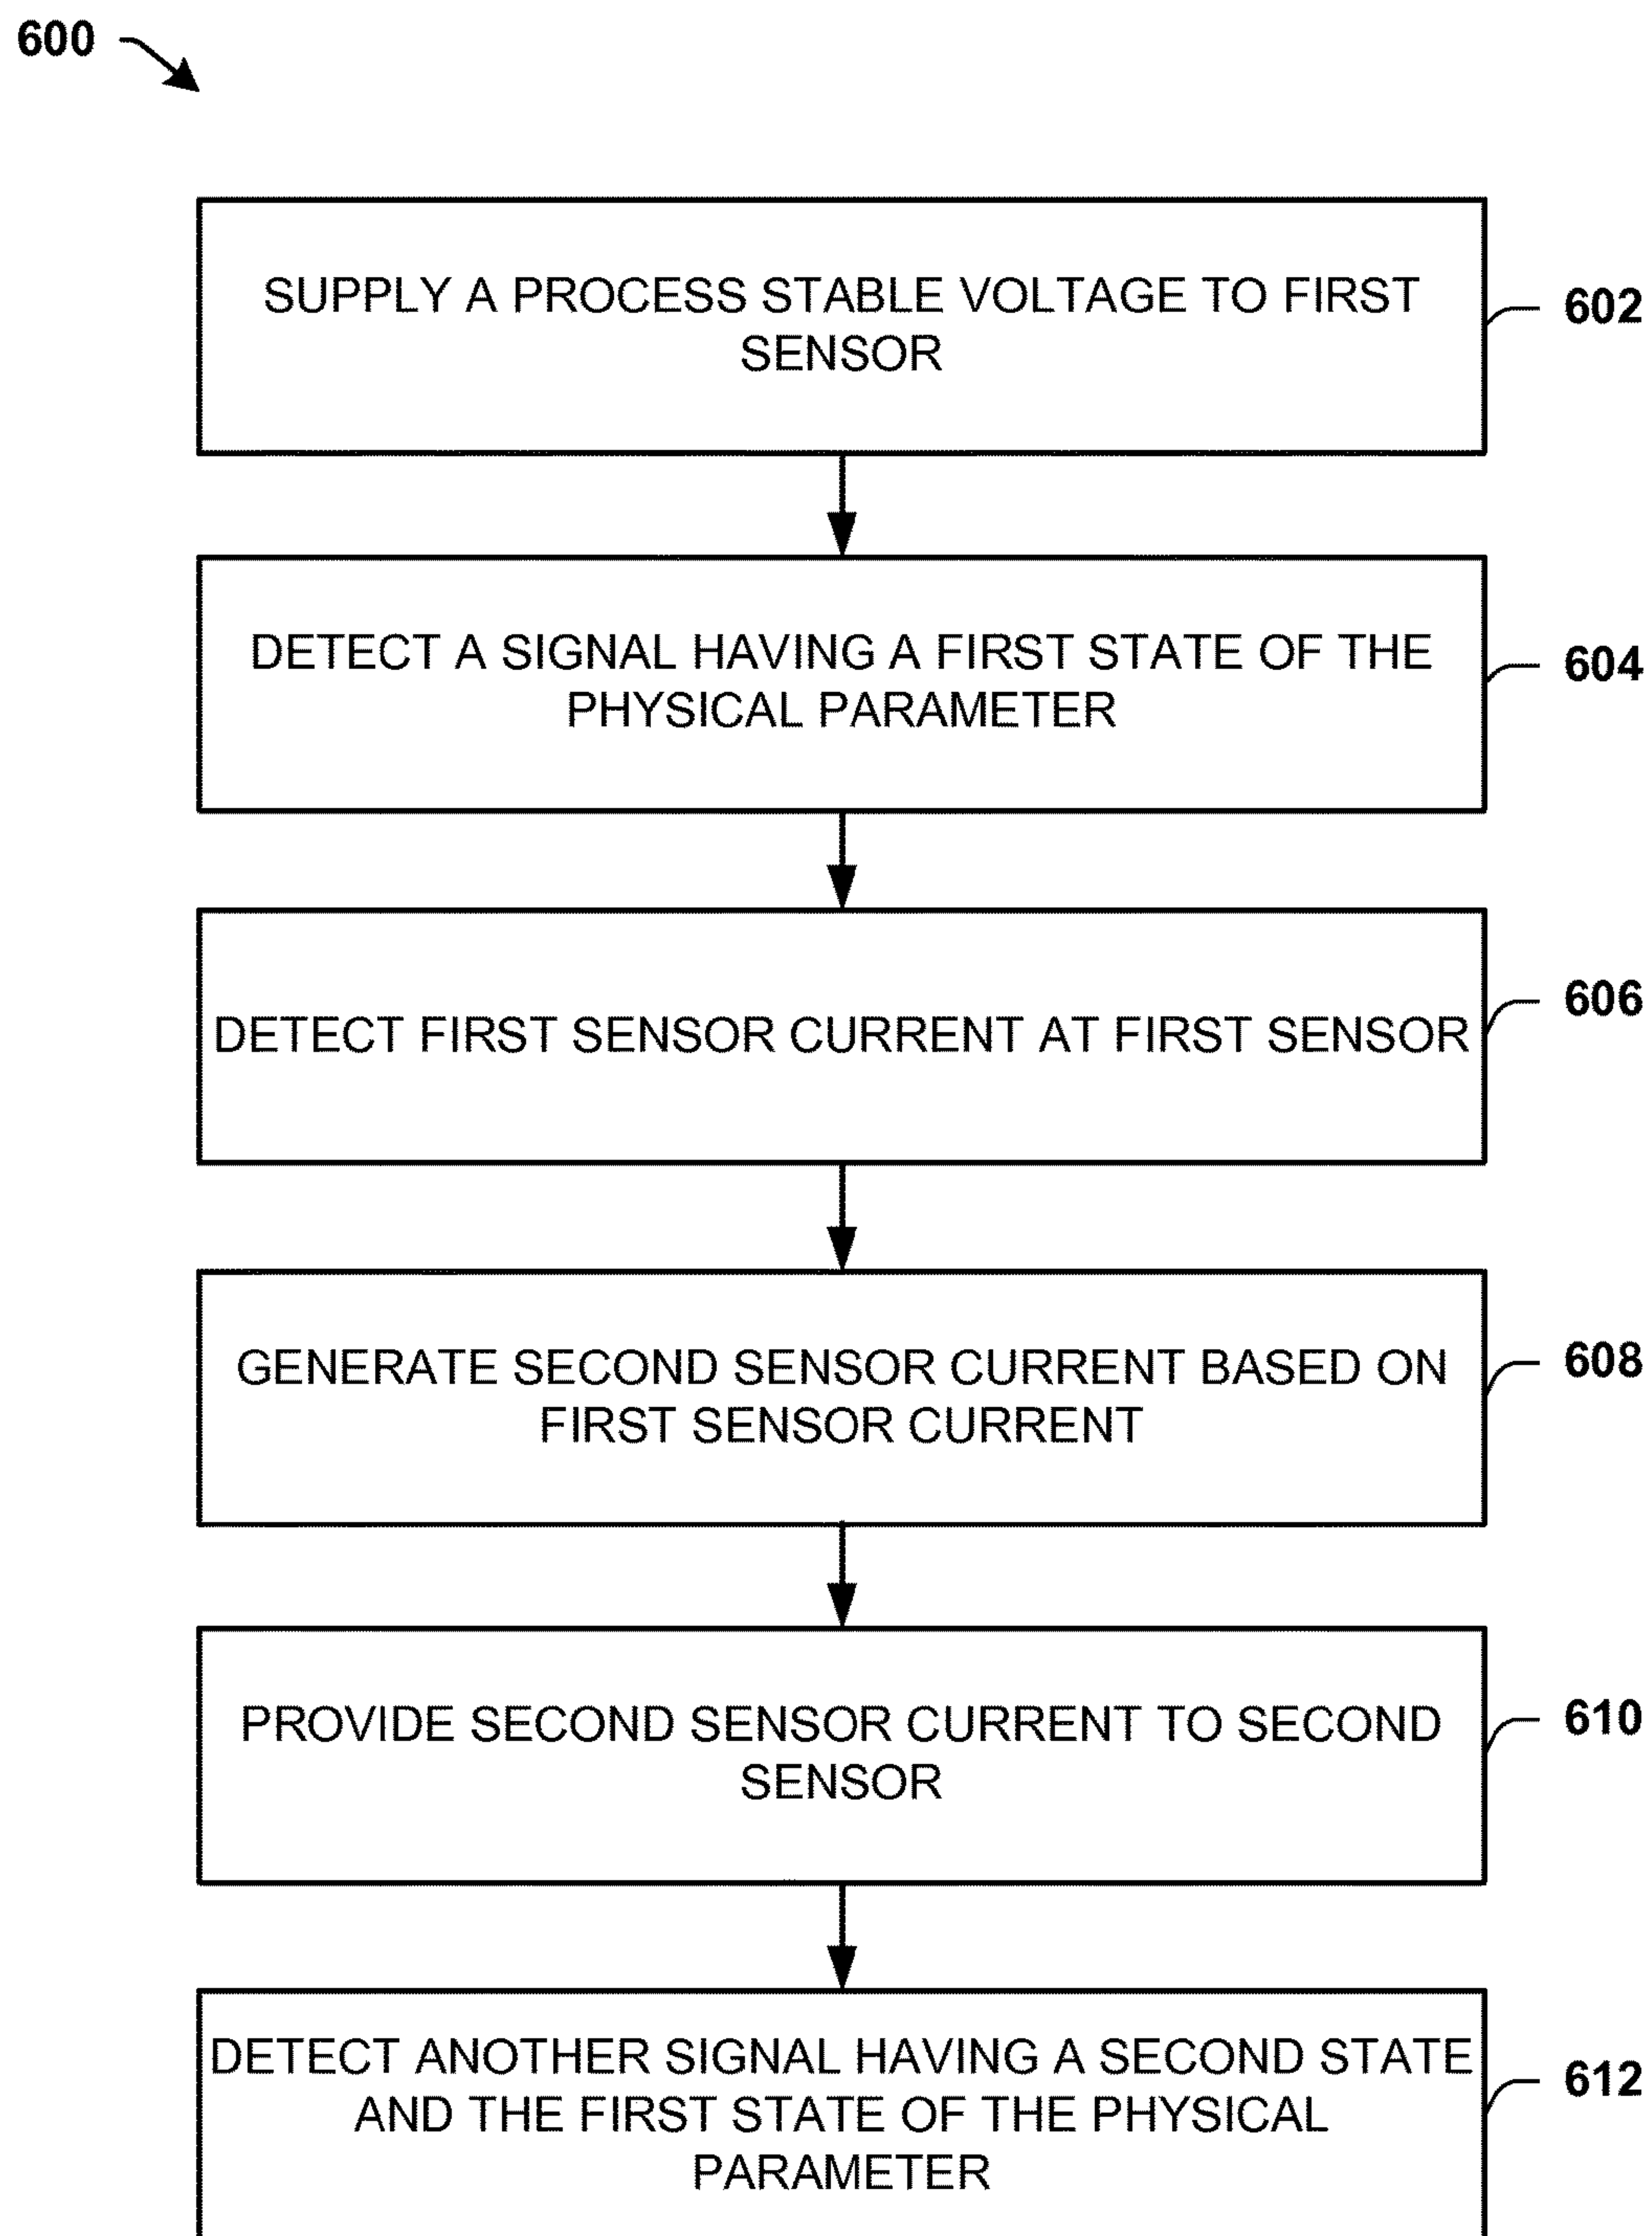 600
SUPPLY A PROCESS STABLE VOLTAGE TO FIRST
SENSOR
602
DETECT A SIGNAL HAVING A FIRST STATE OF THE
PHYSICAL PARAMETER
604
DETECT FIRST SENSOR CURRENT AT FIRST SENSOR
606
GENERATE SECOND SENSOR CURRENT BASED ON
FIRST SENSOR CURRENT
608
PROVIDE SECOND SENSOR CURRENT TO SECOND
SENSOR
610
DETECT ANOTHER SIGNAL HAVING A SECOND STATE
AND THE FIRST STATE OF THE PHYSICAL
PARAMETER
612